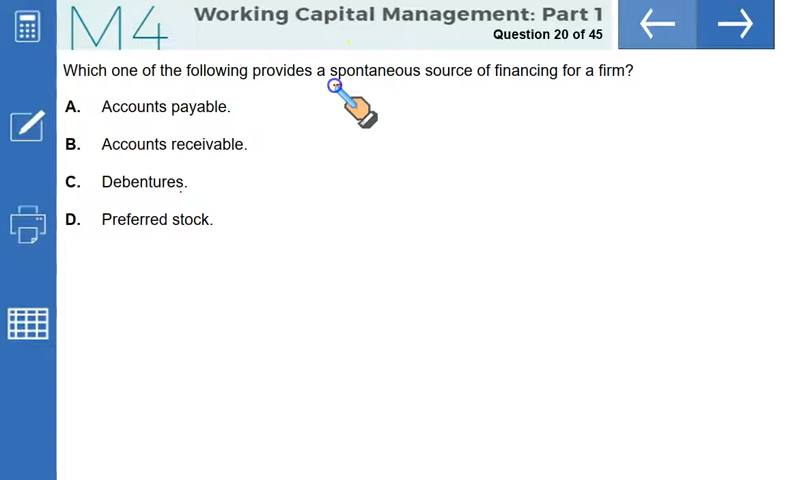 M4
Working Capital Management: Part 1
Question 20 of 45
Which one of the following provides a spontaneous source of financing for a firm?
A. Accounts payable.
B. Accounts receivable.
C. Debentures.
D. Preferred stock.